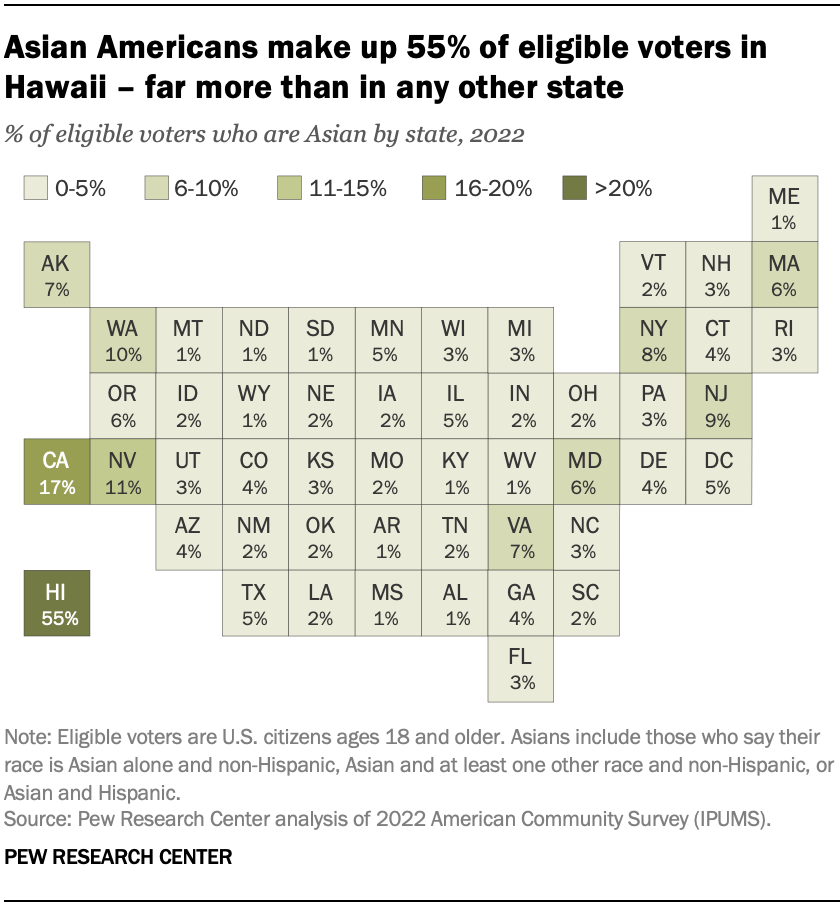 Asian Americans make up 55% of eligible voters in
Hawaii – far more than in any other state
% of eligible voters who are Asian by state, 2022
0-5% 6-10% 11-15% 16-20% >20%
ME
1%
AK VT NH MA
7% 2% 3% 6%
WA MT ND SD MN WI MI NY CT RI
10% 1% 1% 1% 5% 3% 3% 8% 4% 3%
OR ID WY NE IA IL IN OH PA NJ
6% 2% 1% 2% 2% 5% 2% 2% 3% 9%
CA NV UT CO KS MO KY WV MD DE DC
17% 11% 3% 4% 3% 2% 1% 1% 6% 4% 5%
AZ NM OK AR TN VA NC
4% 2% 2% 1% 2% 7% 3%
HI TX LA MS AL GA SC
55% 5% 2% 1% 1% 4% 2%
FL
3%
Note: Eligible voters are U.S. citizens ages 18 and older. Asians include those who say their
race is Asian alone and non-Hispanic, Asian and at least one other race and non-Hispanic, or
Asian and Hispanic.
Source: Pew Research Center analysis of 2022 American Community Survey (IPUMS).
PEW RESEARCH CENTER